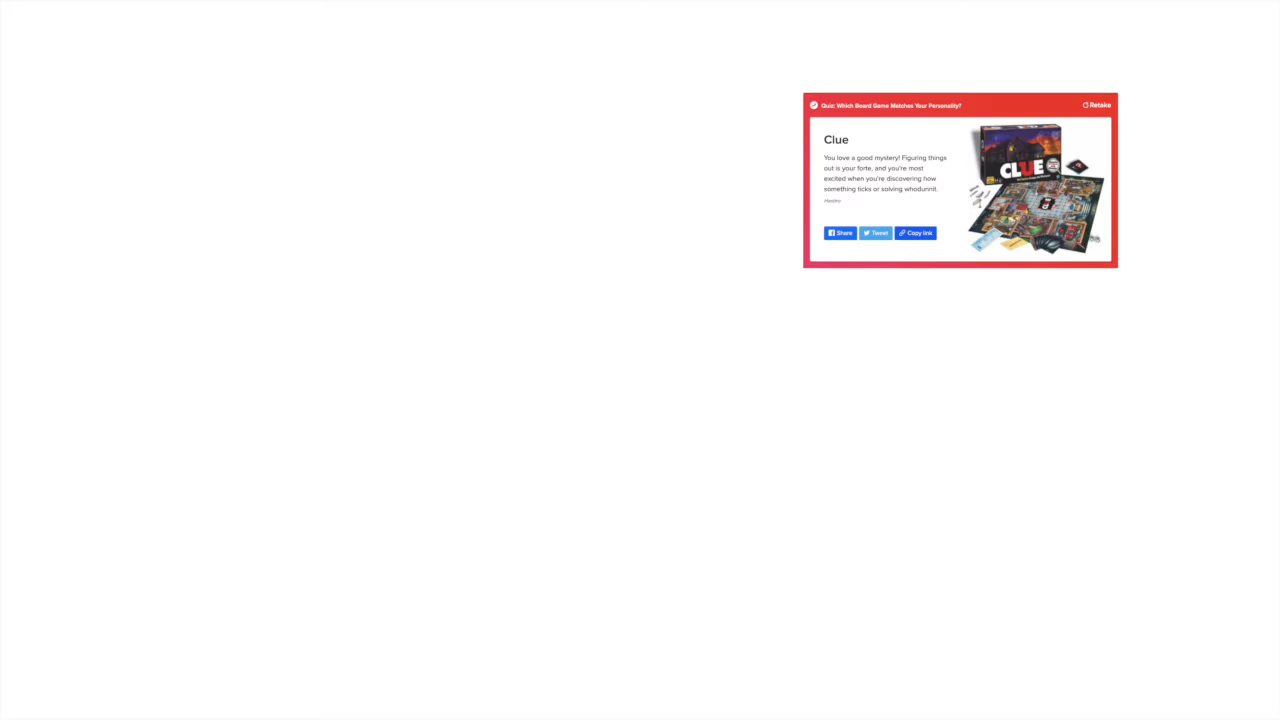 Quiz: Which Board Game Matches Your Personality?
Retake
Clue
You love a good mystery! Figuring things
out is your forte, and you're most
excited when you're discovering how
something ticks or solving whodunnit.
Hasbro
Share
Tweet
Copy link
CLUE